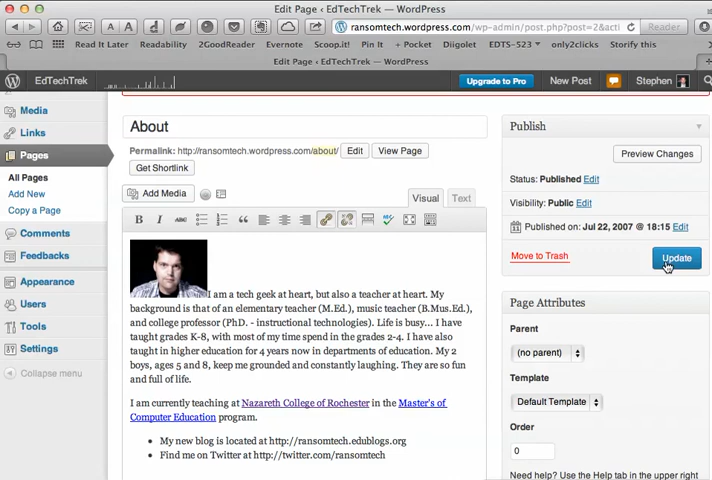 Edit Page ‹ EdTechTrek — WordPress
ransomtech.wordpress.com/wp-admin/post.php?post=2&acti
Reader
Read It Later Readability 2GoodReader Evernote Scoop.it! Pin It + Pocket Diigolet EDTS-523 only2clicks Storify this
Edit Page ‹ EdTechTrek — WordPress
EdTechTrek
Upgrade to Pro
New Post
Stephen
Media
Links
Pages
All Pages
Add New
Copy a Page
Comments
Feedbacks
Appearance
Users
Tools
Settings
Collapse menu
About
Permalink: http://ransomtech.wordpress.com/about/ Edit View Page
Get Shortlink
Add Media
Visual Text
B I ABC
I am a tech geek at heart, but also a teacher at heart. My
background is that of an elementary teacher (M.Ed.), music teacher (B.Mus.Ed.),
and college professor (PhD. - instructional technologies). Life is busy... I have
taught grades K-8, with most of my time spend in the grades 2-4. I have also
taught in higher education for 4 years now in departments of education. My 2
boys, ages 5 and 8, keep me grounded and constantly laughing. They are so fun
and full of life.
I am currently teaching at Nazareth College of Rochester in the Master's of
Computer Education program.
• My new blog is located at http://ransomtech.edublogs.org
• Find me on Twitter at http://twitter.com/ransomtech
Publish
Preview Changes
Status: Published Edit
Visibility: Public Edit
Published on: Jul 22, 2007 @ 18:15 Edit
Move to Trash
Update
Page Attributes
Parent
(no parent)
Template
Default Template
Order
0
Need help? Use the Help tab in the upper right